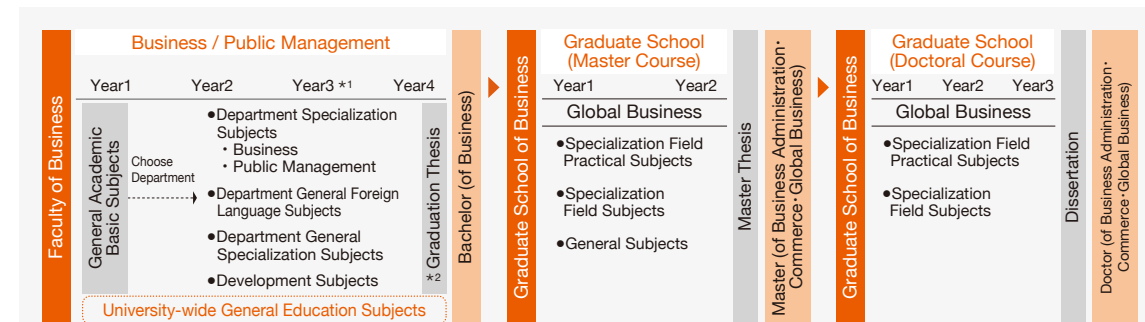 Faculty of Business
Business / Public Management
Year1 Year2 Year3 *1 Year4
General Academic
Basic Subjects
Choose
Department
●Department Specialization
Subjects
・Business
・Public Management
●Department General Foreign
Language Subjects
●Department General
Specialization Subjects
●Development Subjects
Graduation Thesis
*2
University-wide General Education Subjects
Bachelor (of Business)
Graduate School of Business
Graduate School
(Master Course)
Year1 Year2
Global Business
●Specialization Field
Practical Subjects
●Specialization
Field Subjects
●General Subjects
Master Thesis
Master (of Business Administration・
Commerce・Global Business)
Graduate School of Business
Graduate School
(Doctoral Course)
Year1 Year2 Year3
Global Business
●Specialization Field
Practical Subjects
●Specialization
Field Subjects
Dissertation
Doctor (of Business Administration・
Commerce・Global Business)